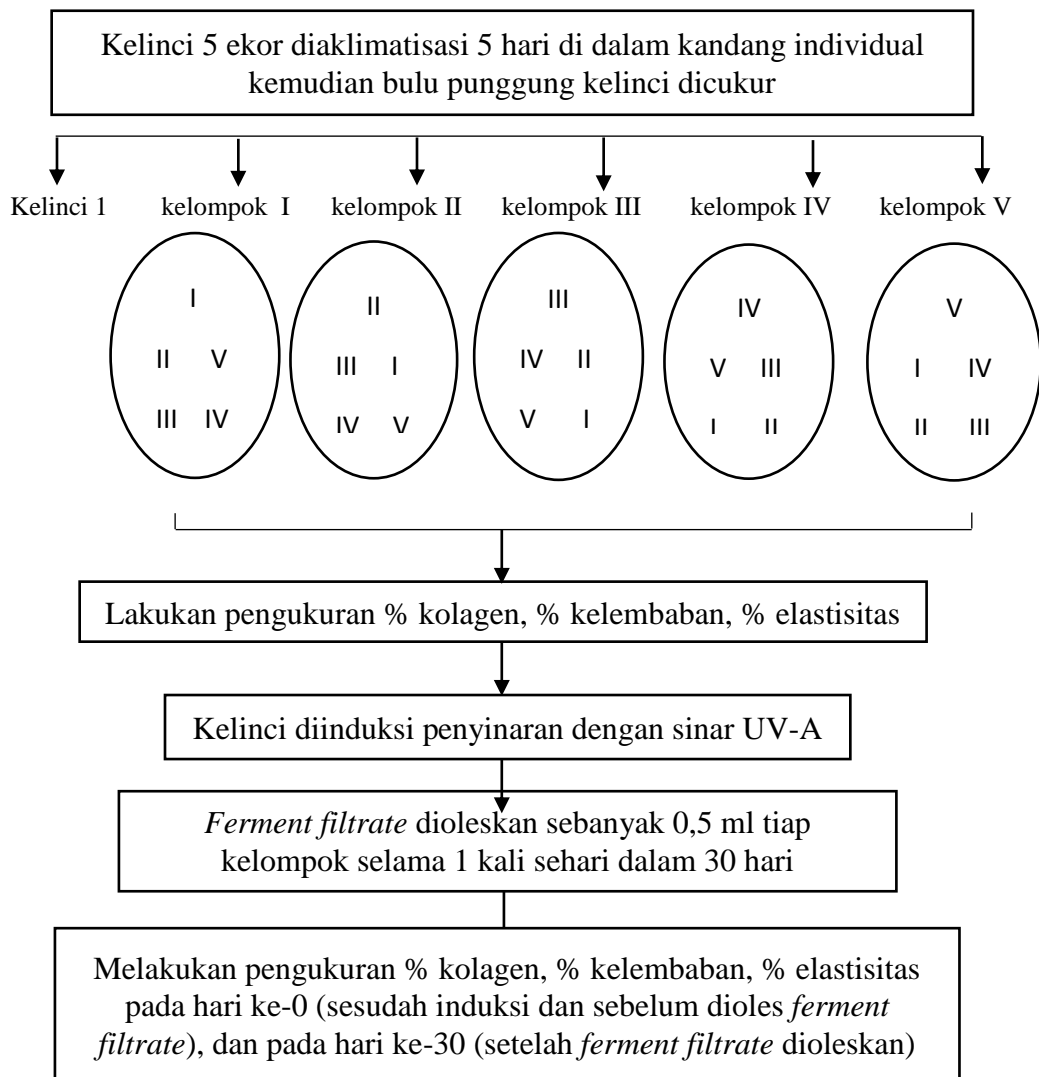 Kelinci 5 ekor diaklimatisasi 5 hari di dalam kandang individual
kemudian bulu punggung kelinci dicukur
Kelinci 1 kelompok I kelompok II kelompok III kelompok IV kelompok V
I II III IV V
II V III I IV II V III I IV
III IV IV V V I I II II III
Lakukan pengukuran % kolagen, % kelembaban, % elastisitas
Kelinci diinduksi penyinaran dengan sinar UV-A
Ferment filtrate dioleskan sebanyak 0,5 ml tiap
kelompok selama 1 kali sehari dalam 30 hari
Melakukan pengukuran % kolagen, % kelembaban, % elastisitas
pada hari ke-0 (sesudah induksi dan sebelum dioles ferment
filtrate), dan pada hari ke-30 (setelah ferment filtrate dioleskan)